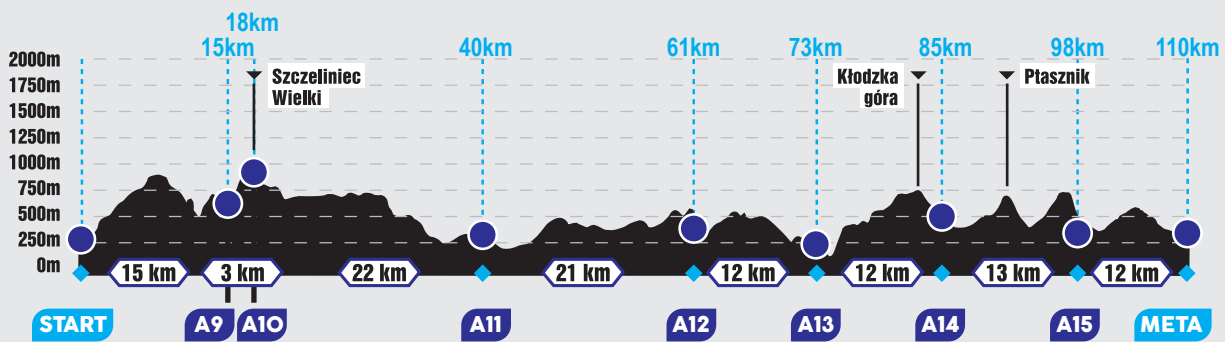 18km
15km
40km
61km
73km
85km
98km
110km
2000m
1750m
1500m
1250m
1000m
750m
500m
250m
0m
Szczeliniec
Wielki
Kłodzka
góra
Ptasznik
15 km
3 km
22 km
21 km
12 km
12 km
13 km
12 km
START
A9
A10
A11
A12
A13
A14
A15
META